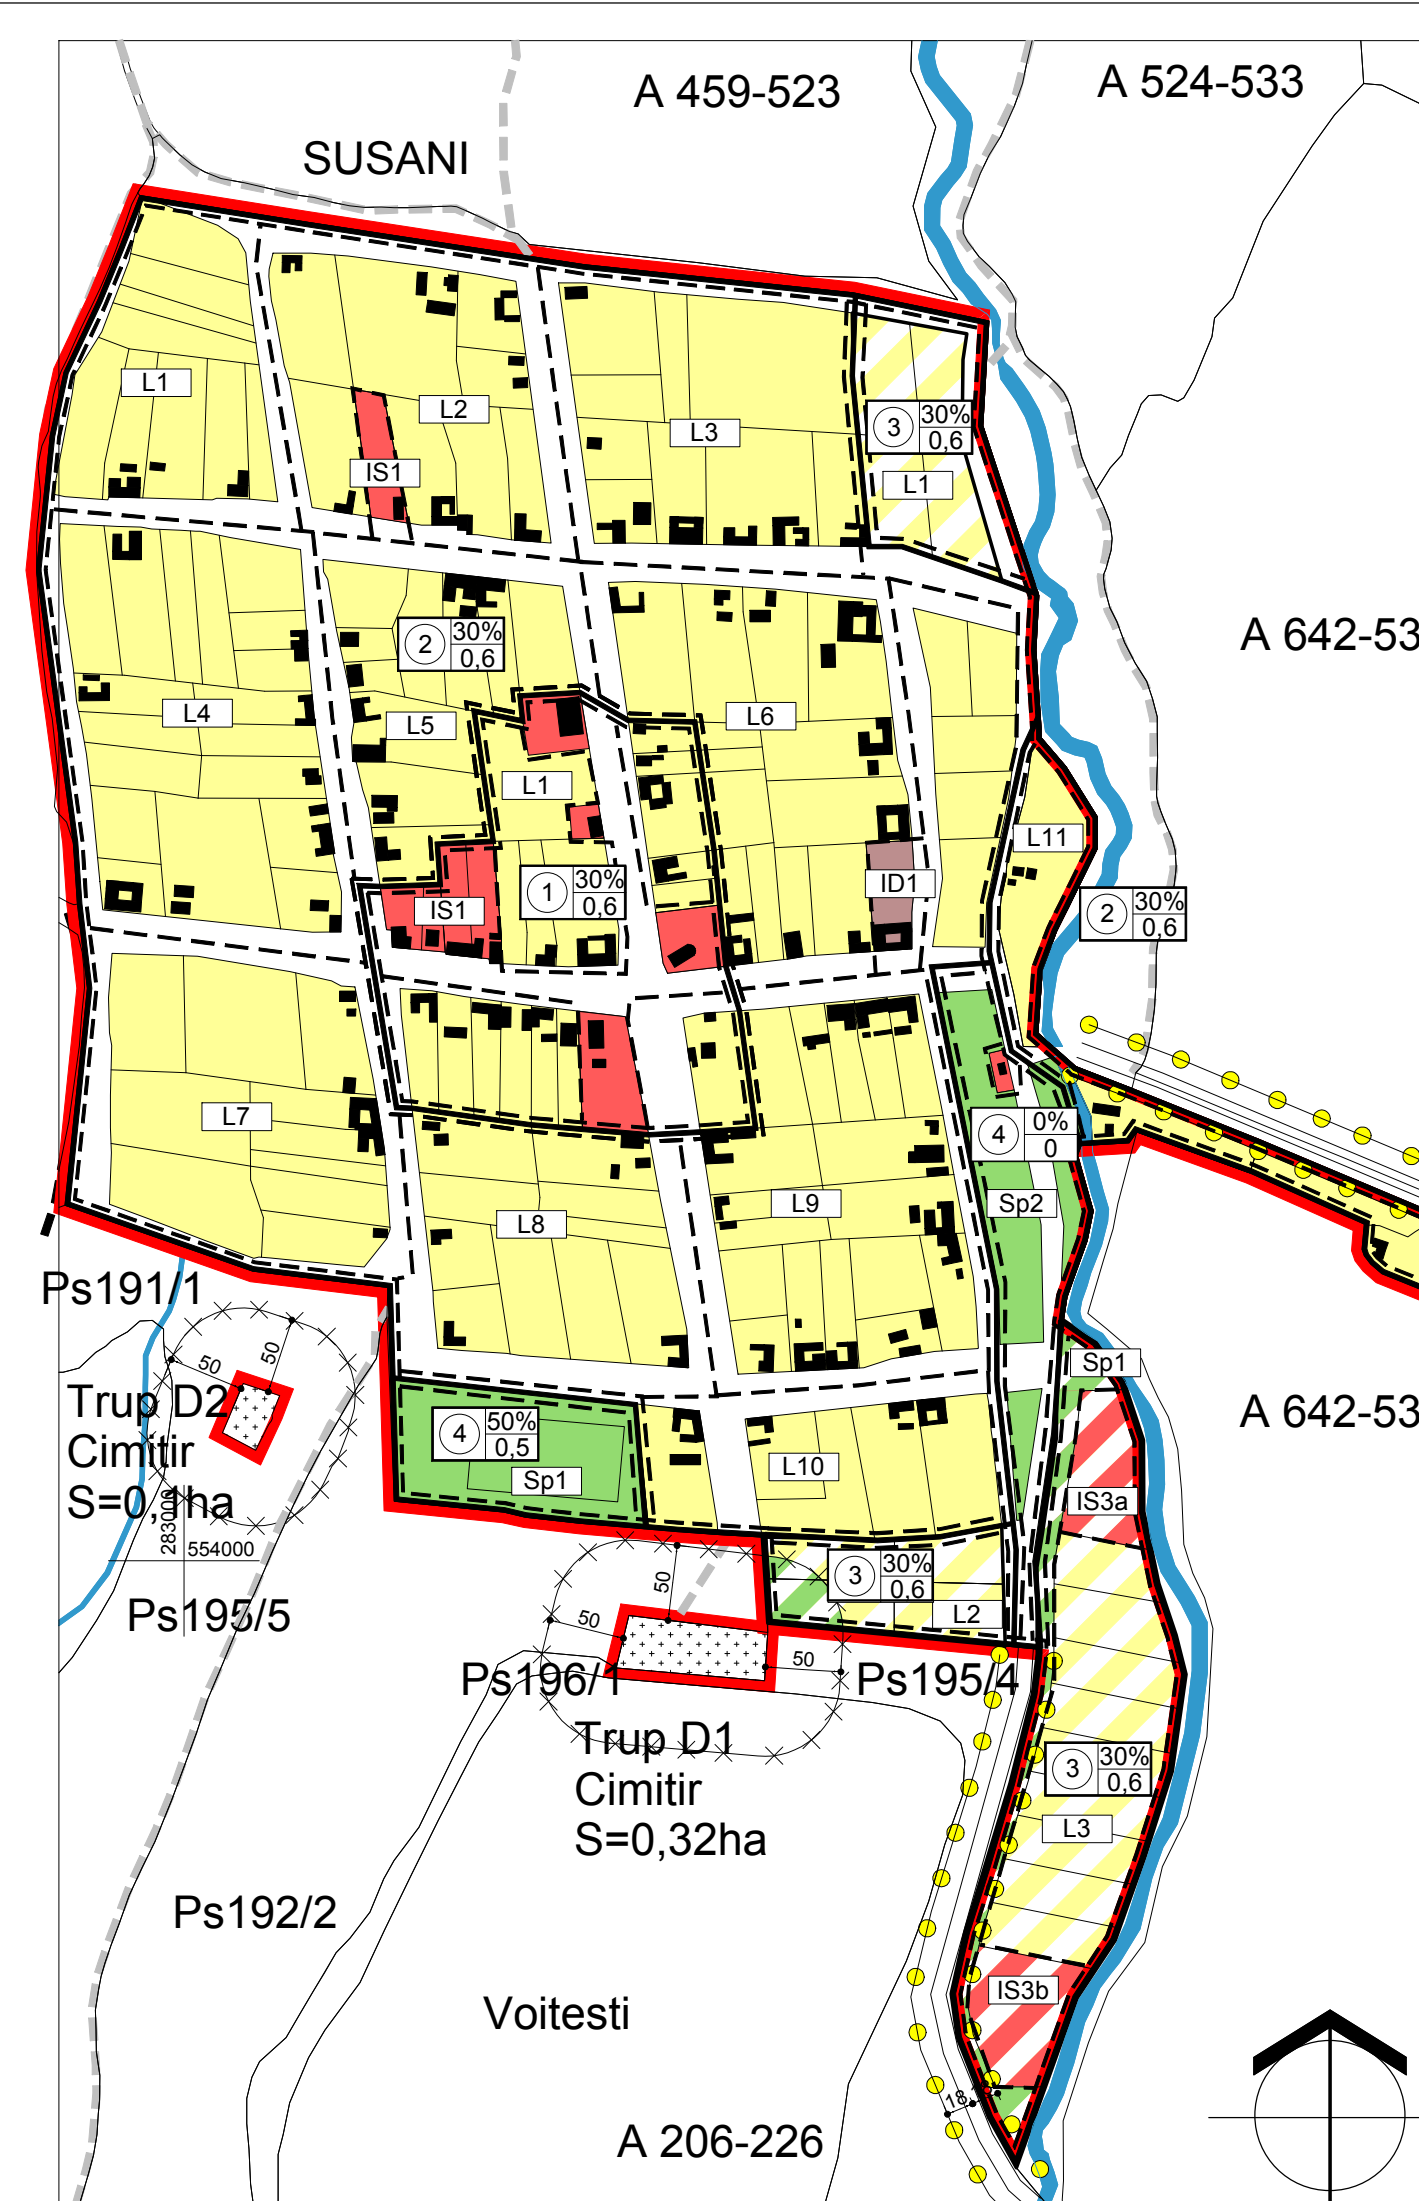 A 459-523
A 524-533
SUSANI
L1
L2
L3
3
30%
0,6
IS1
L1
2
30%
0,6
A 642-53
L4
L5
L6
L1
L11
ID1
1
30%
0,6
IS1
2
30%
0,6
L7
4
0%
0
Sp2
L9
L8
Ps191/1
50
50
Sp1
Trup D2
Cimitir
S=0,1ha
A 642-53
4
50%
0,5
Sp1
L10
IS3a
283000
554000
3
30%
0,6
50
L2
Ps195/5
50
50
Ps196/1
Ps195/4
Trup D1
Cimitir
S=0,32ha
3
30%
0,6
L3
Ps192/2
IS3b
Voitesti
18
A 206-226